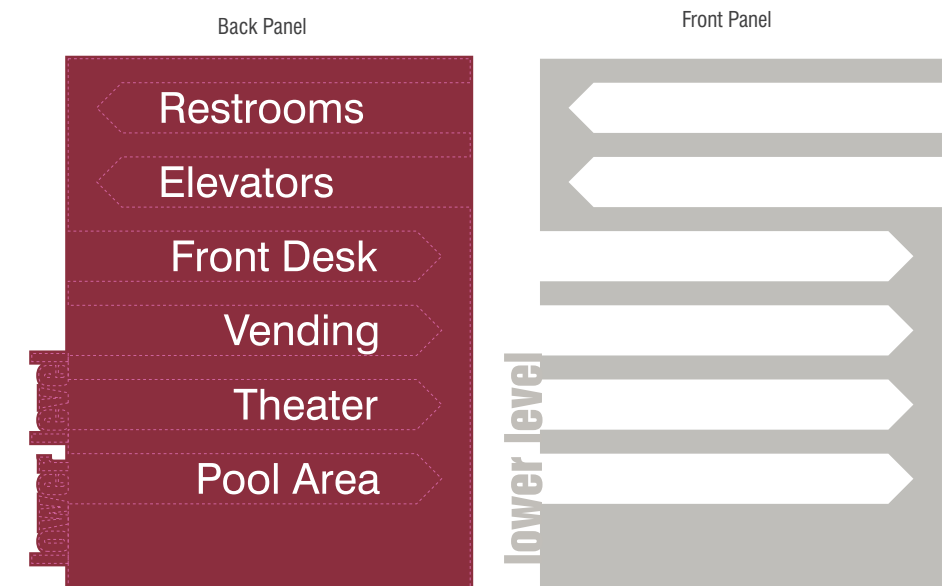 Back Panel
Restrooms
Elevators
Front Desk
Vending
Theater
Pool Area
lower level
Front Panel
lower level